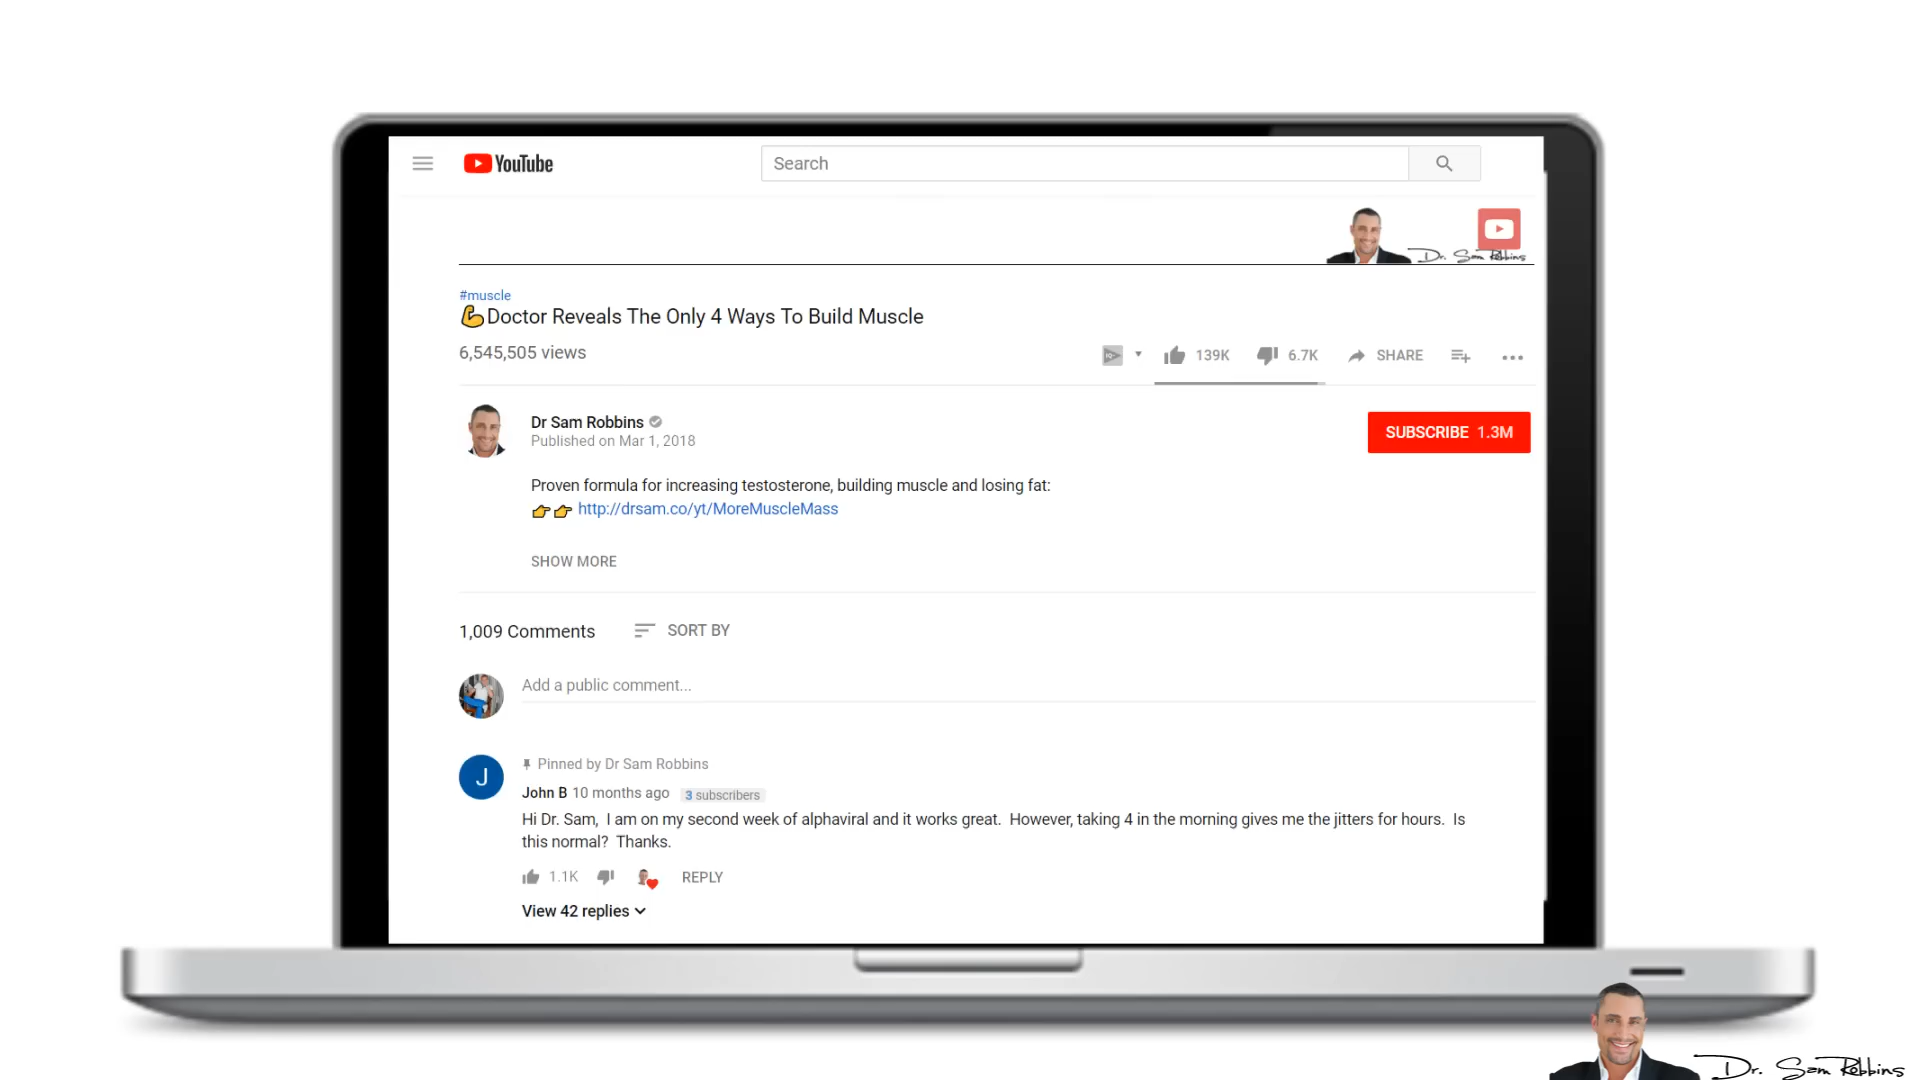 YouTube
Search
Dr. Sam Robbins
#muscle
💪Doctor Reveals The Only 4 Ways To Build Muscle
6,545,505 views
139K 6.7K SHARE
Dr Sam Robbins
Published on Mar 1, 2018
SUBSCRIBE 1.3M
Proven formula for increasing testosterone, building muscle and losing fat:
👉👉 http://drsam.co/yt/MoreMuscleMass
SHOW MORE
1,009 Comments SORT BY
Add a public comment...
J
Pinned by Dr Sam Robbins
John B 10 months ago 3 subscribers
Hi Dr. Sam, I am on my second week of alphaviral and it works great. However, taking 4 in the morning gives me the jitters for hours. Is
this normal? Thanks.
1.1K REPLY
View 42 replies
Dr. Sam Robbins